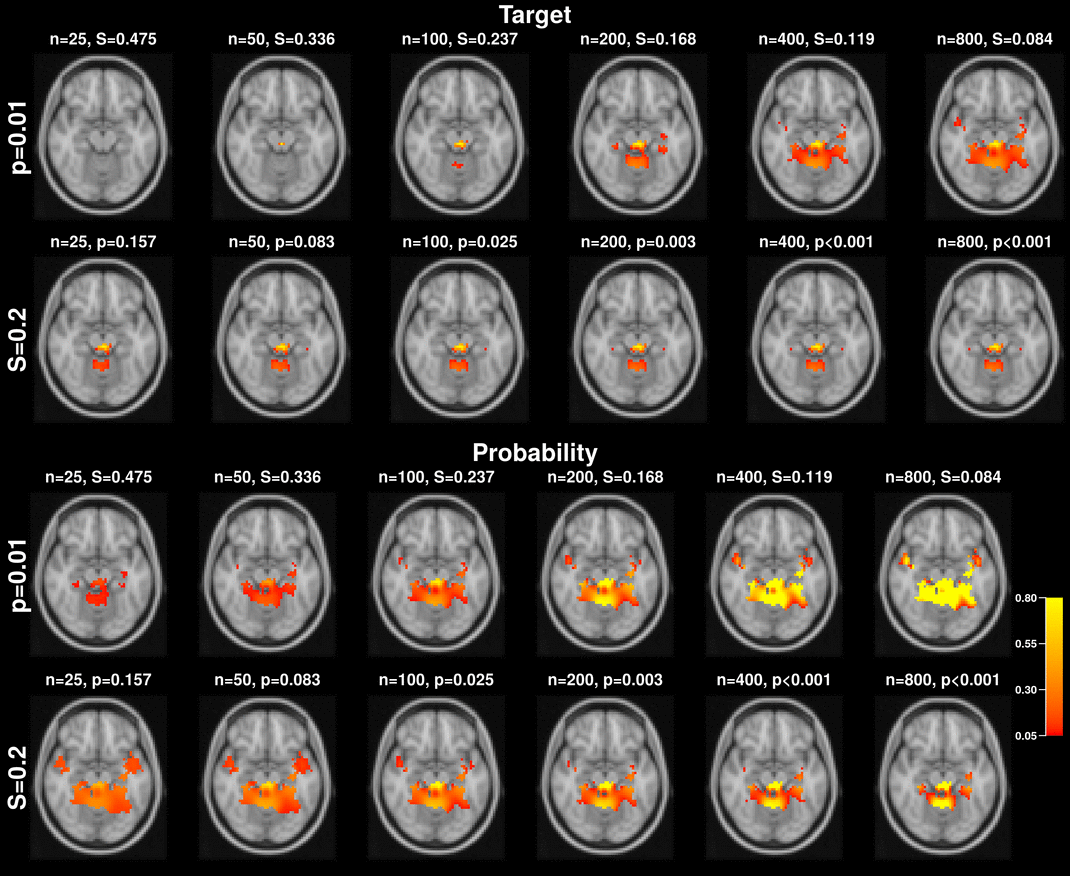 Target
n=25, S=0.475 n=50, S=0.336 n=100, S=0.237 n=200, S=0.168 n=400, S=0.119 n=800, S=0.084
p=0.01
n=25, p=0.157 n=50, p=0.083 n=100, p=0.025 n=200, p=0.003 n=400, p<0.001 n=800, p<0.001
S=0.2
Probability
n=25, S=0.475 n=50, S=0.336 n=100, S=0.237 n=200, S=0.168 n=400, S=0.119 n=800, S=0.084
p=0.01
0.80
0.55
0.30
0.05
n=25, p=0.157 n=50, p=0.083 n=100, p=0.025 n=200, p=0.003 n=400, p<0.001 n=800, p<0.001
S=0.2